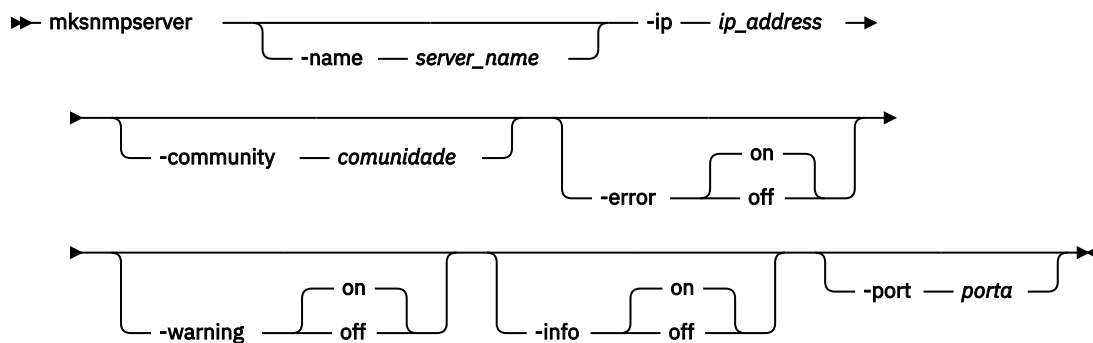 mksnmpserver -name server_name -ip ip_address
-community comunidade -error on off
-warning on off -info on off -port porta